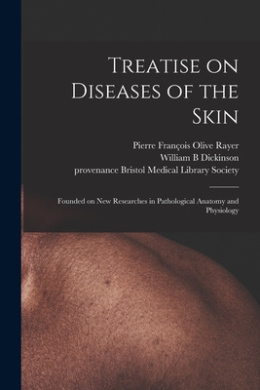 Treatise on
Diseases of the
Skin
Pierre François Olive Rayer
William B Dickinson
provenance Bristol Medical Library Society
Founded on New Researches in Pathological Anatomy and
Physiology